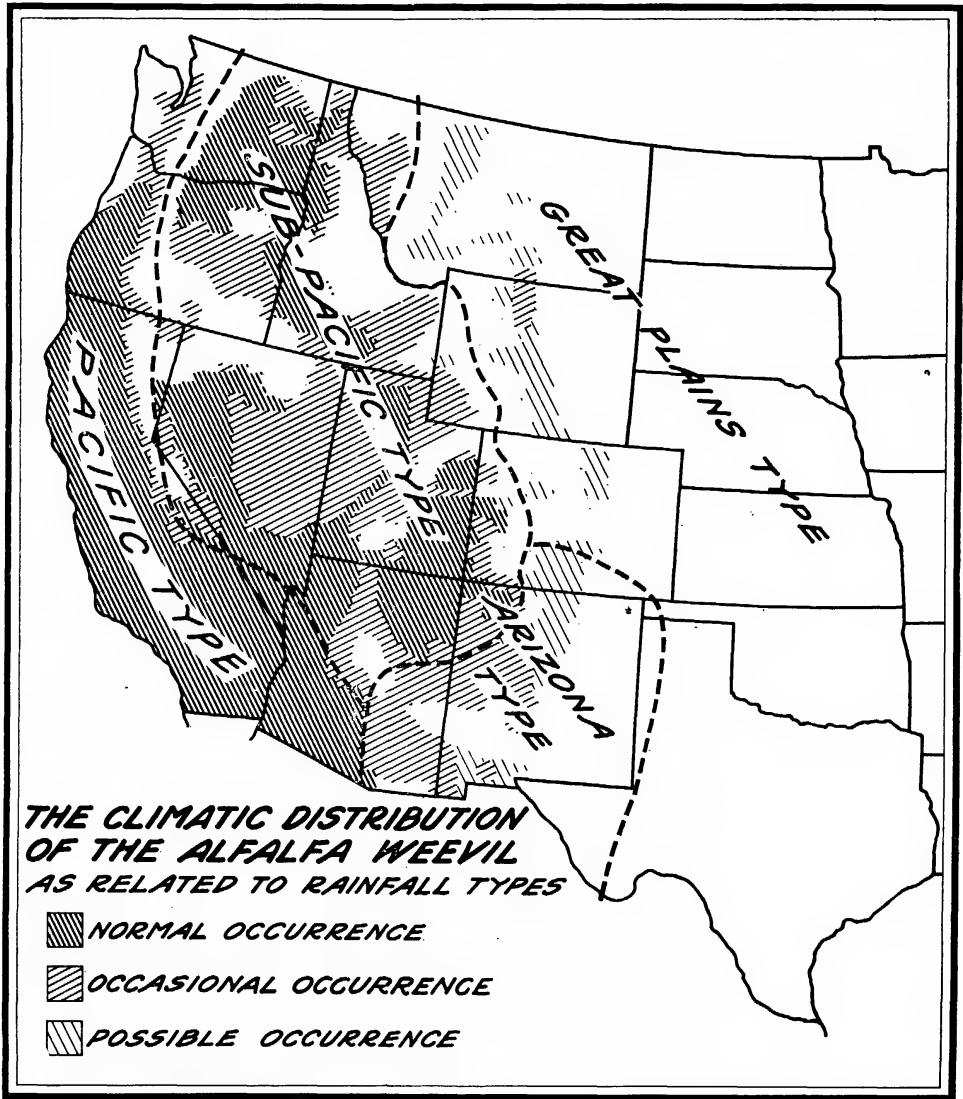 SUB-PACIFIC TYPE
GREAT PLAINS TYPE
PACIFIC TYPE
ARIZONA
TYPE
THE CLIMATIC DISTRIBUTION
OF THE ALFALFA WEEVIL
AS RELATED TO RAINFALL TYPES
NORMAL OCCURRENCE
OCCASIONAL OCCURRENCE
POSSIBLE OCCURRENCE